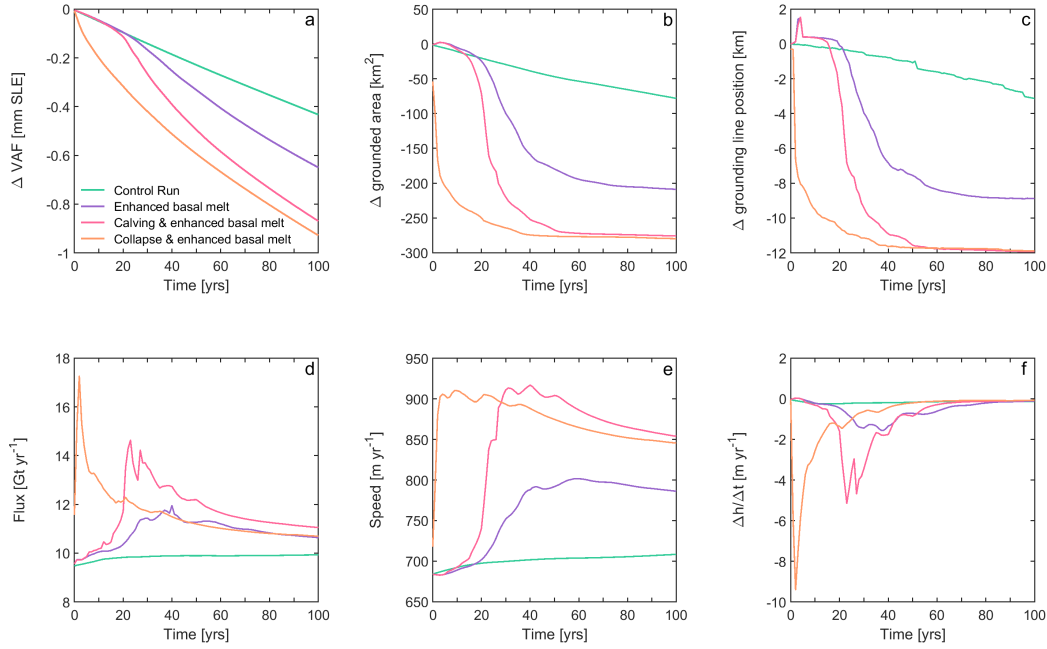 a
Δ VAF [mm SLE]
0
-0.2
-0.4
-0.6
-0.8
-1
Control Run
Enhanced basal melt
Calving & enhanced basal melt
Collapse & enhanced basal melt
0 20 40 60 80 100
Time [yrs]
b
Δ grounded area [km²]
0
-50
-100
-150
-200
-250
-300
0 20 40 60 80 100
Time [yrs]
c
Δ grounding line position [km]
2
0
-2
-4
-6
-8
-10
-12
0 20 40 60 80 100
Time [yrs]
d
Flux [Gt yr⁻¹]
18
16
14
12
10
8
0 20 40 60 80 100
Time [yrs]
e
Speed [m yr⁻¹]
950
900
850
800
750
700
650
0 20 40 60 80 100
Time [yrs]
f
Δh/Δt [m yr⁻¹]
2
0
-2
-4
-6
-8
-10
0 20 40 60 80 100
Time [yrs]